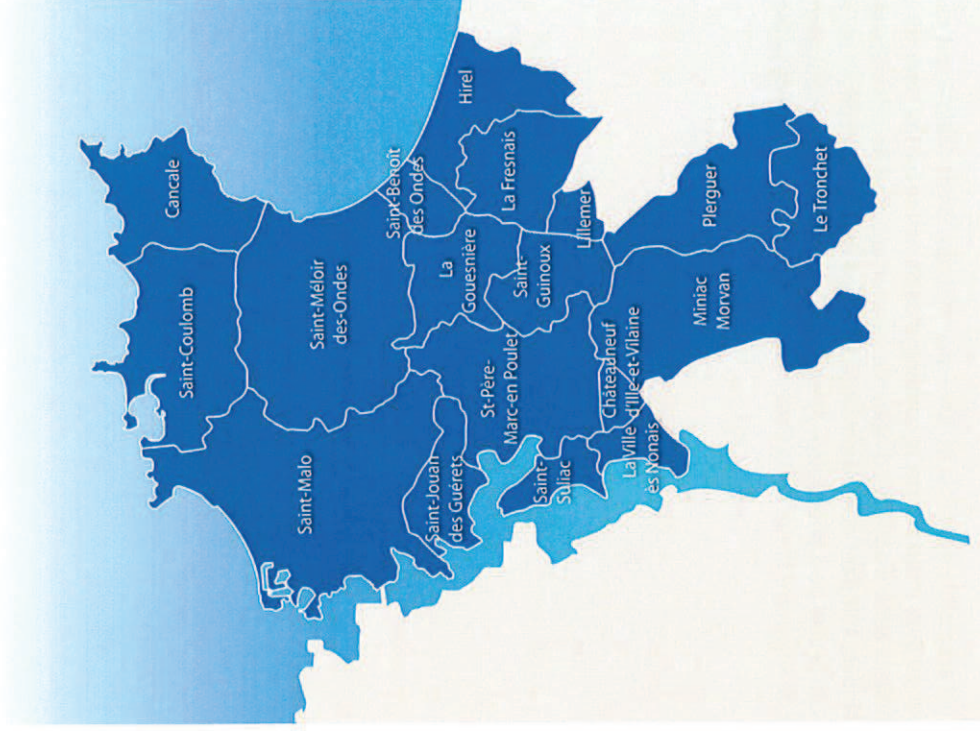 Cancale
Saint-Coulomb
Saint-Malo
Saint-Méloir
des-Ondes
Hirel
Saint-Benoît
des Ondes
La Fresnais
La
Gouesnière
Lillemer
Saint-
Guinoux
St-Père-
Marc-en Poulet
Saint-Jouan
des Guérets
Saint-
Suliac
Châteauneuf
d'Ille-et-Vilaine
La Ville
ès Nonais
Plerguer
Miniac
Morvan
Le Tronchet